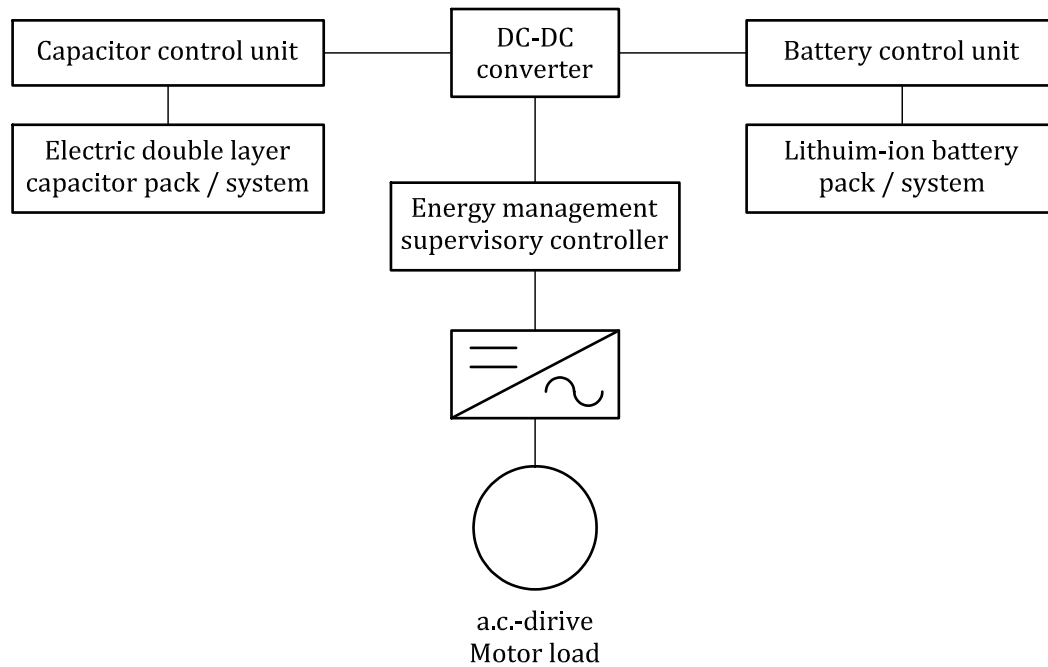 Capacitor control unit
DC-DC
converter
Battery control unit
Electric double layer
capacitor pack / system
Lithuim-ion battery
pack / system
Energy management
supervisory controller
a.c.-dirive
Motor load